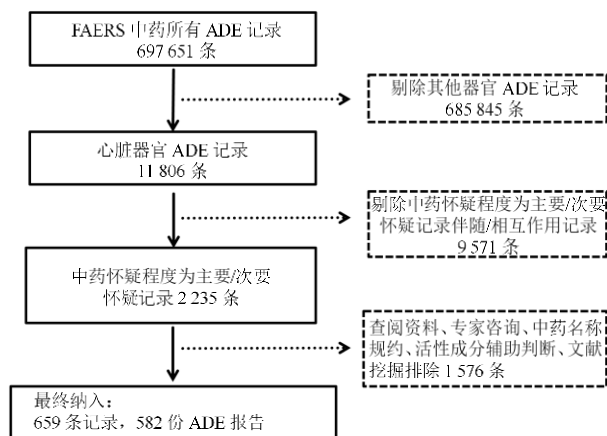 FAERS 中药所有 ADE 记录
697 651 条
剔除其他器官 ADE 记录
685 845 条
心脏器官 ADE 记录
11 806 条
剔除中药怀疑程度为主要/次要
怀疑记录伴随/相互作用记录
9 571 条
中药怀疑程度为主要/次要
怀疑记录 2 235 条
查阅资料、专家咨询、中药名称
规约、活性成分辅助判断、文献
挖掘排除 1 576 条
最终纳入：
659 条记录，582 份 ADE 报告